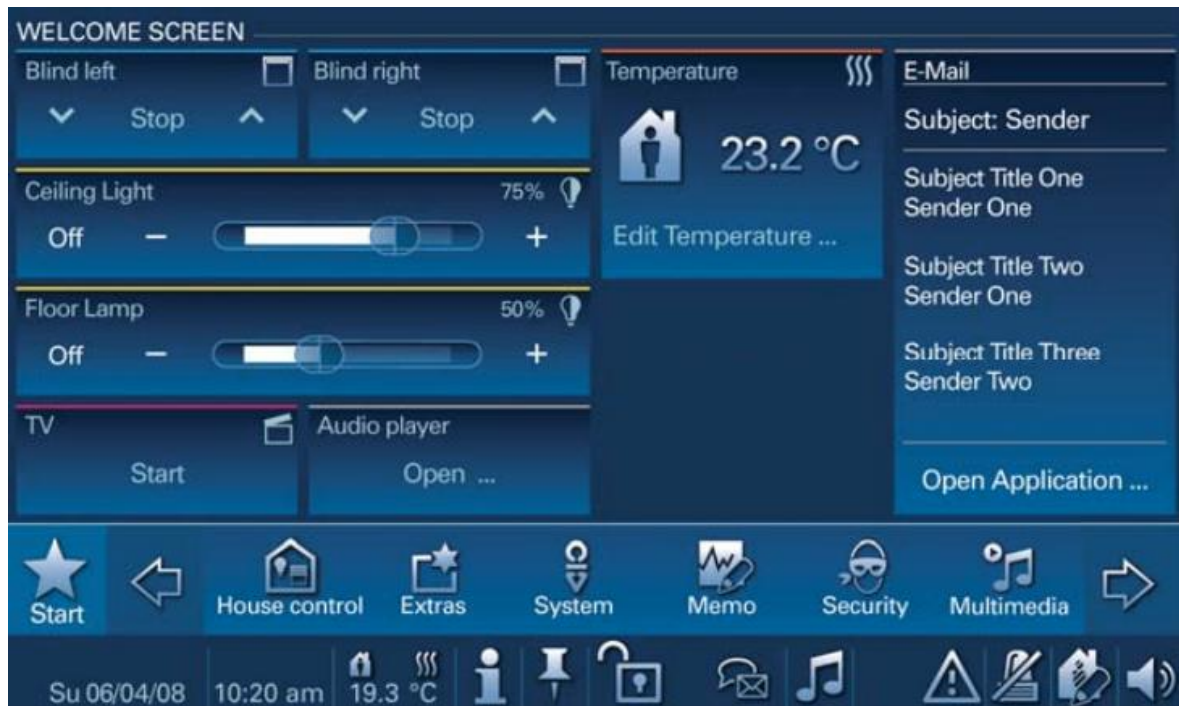 WELCOME SCREEN
Blind left
Stop
Blind right
Stop
Temperature
23.2 °C
Edit Temperature ...
E-Mail
Subject: Sender
Subject Title One
Sender One
Subject Title Two
Sender One
Subject Title Three
Sender Two
Open Application ...
Ceiling Light
75%
Off
−
+
Floor Lamp
50%
Off
−
+
TV
Start
Audio player
Open ...
Start
House control
Extras
System
Memo
Security
Multimedia
Su 06/04/08
10:20 am
19.3 °C